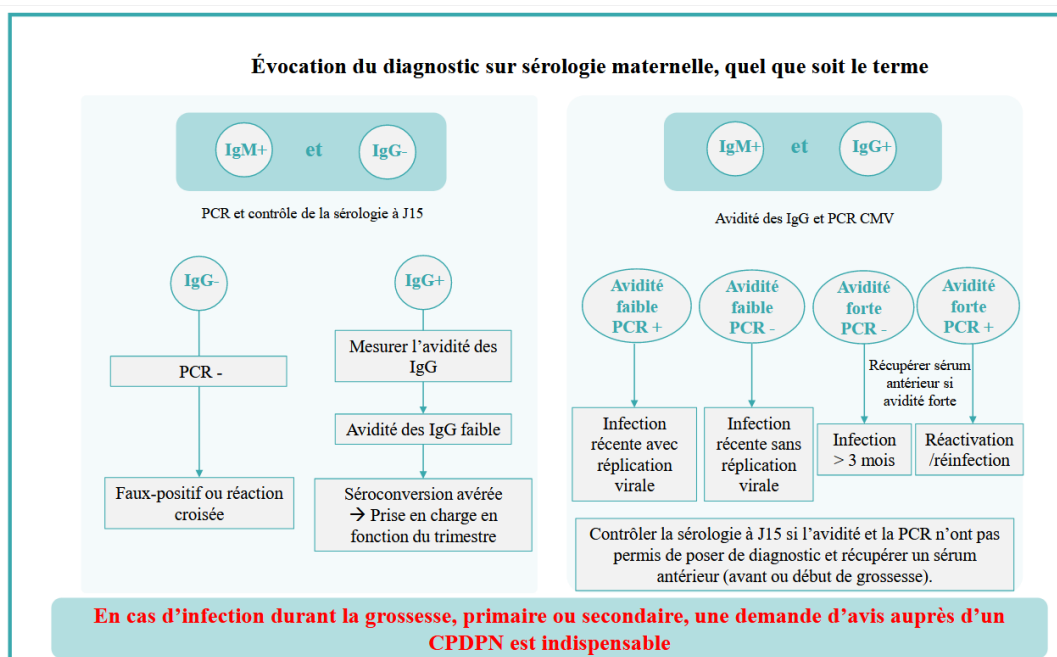 Évocation du diagnostic sur sérologie maternelle, quel que soit le terme
IgM+ et IgG-
PCR et contrôle de la sérologie à J15
IgG-
PCR -
Faux-positif ou réaction
croisée
IgG+
Mesurer l’avidité des
IgG
Avidité des IgG faible
Séroconversion avérée
→ Prise en charge en
fonction du trimestre
IgM+ et IgG+
Avidité des IgG et PCR CMV
Avidité
faible
PCR +
Avidité
faible
PCR -
Avidité
forte
PCR -
Avidité
forte
PCR +
Récupérer sérum
antérieur si
avidité forte
Infection
récente avec
réplication
virale
Infection
récente sans
réplication
virale
Infection
> 3 mois
Réactivation
/réinfection
Contrôler la sérologie à J15 si l’avidité et la PCR n’ont pas
permis de poser de diagnostic et récupérer un sérum
antérieur (avant ou début de grossesse).
En cas d’infection durant la grossesse, primaire ou secondaire, une demande d’avis auprès d’un
CPDPN est indispensable